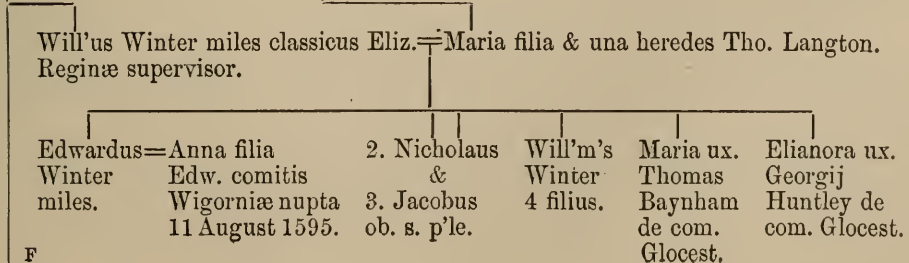 Will'us Winter miles classicus Eliz.=Maria filia & una heredes Tho. Langton.
Reginæ supervisor.
Edwardus=Anna filia
Winter Edw. comitis
miles. Wigorniæ nupta
11 August 1595.
2. Nicholaus
&
3. Jacobus
ob. s. p'le.
Will'm's
Winter
4 filius.
Maria ux.
Thomas
Baynham
de com.
Glocest.
Elianora ux.
Georgij
Huntley de
com. Glocest.
F